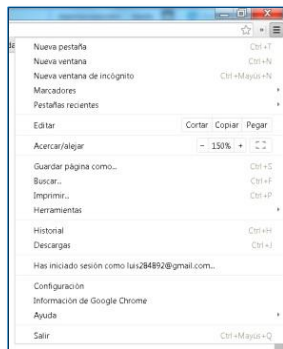 Nueva pestaña Ctrl+T
Nueva ventana Ctrl+N
Nueva ventana de incógnito Ctrl+Mayús+N
Marcadores
Pestañas recientes
Editar Cortar Copiar Pegar
Acercar/alejar - 150% +
Guardar página como... Ctrl+S
Buscar... Ctrl+F
Imprimir... Ctrl+P
Herramientas
Historial Ctrl+H
Descargas Ctrl+J
Has iniciado sesión como luis284892@gmail.com...
Configuración
Información de Google Chrome
Ayuda
Salir Ctrl+Mayús+Q